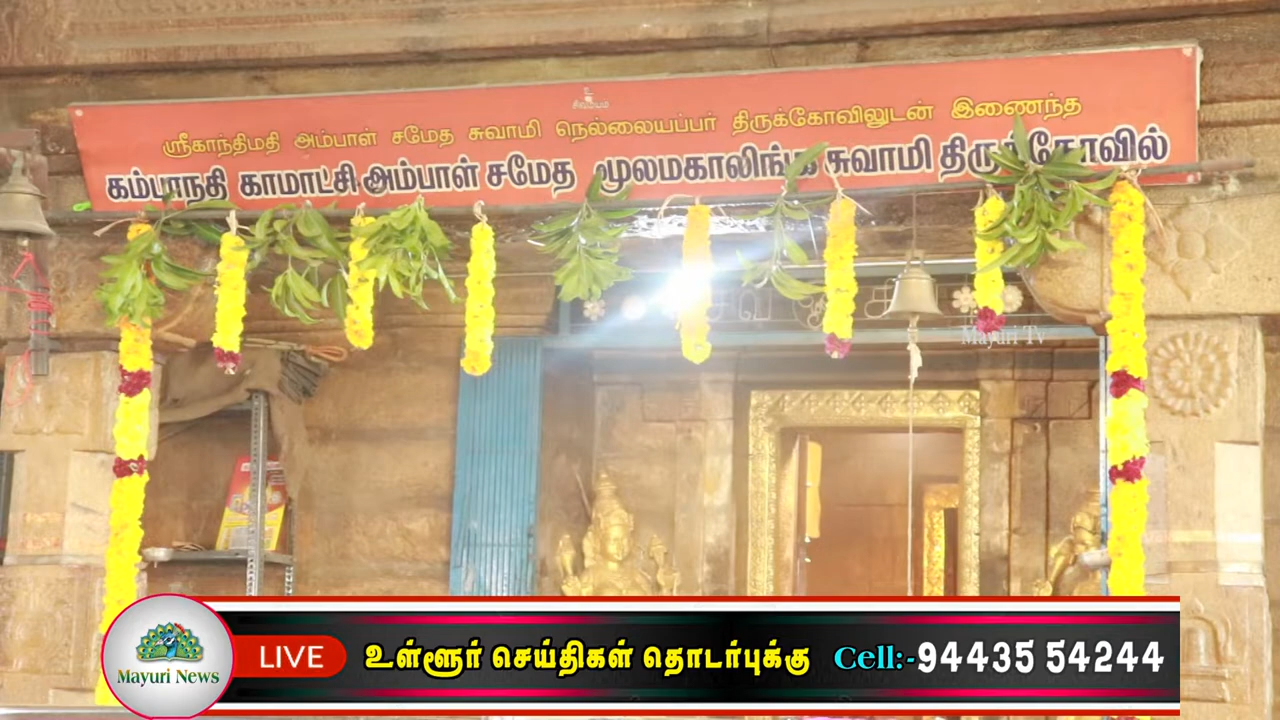 உ
சிவமயம்
ஸ்ரீகாந்திமதி அம்பாள் சமேத சுவாமி நெல்லையப்பர் திருக்கோவிலுடன் இணைந்த
கம்பாநதி காமாட்சி அம்பாள் சமேத மூலமகாலிங்க சுவாமி திருக்கோவில்
Mayuri Tv
Mayuri News
LIVE
உள்ளூர் செய்திகள் தொடர்புக்கு Cell:-94435 54244